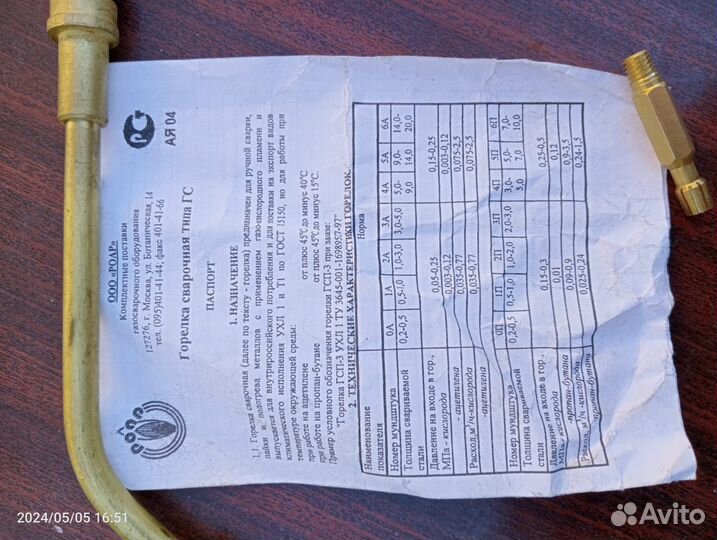 ООО «РОАР»
Комплектные поставки
газосварочного оборудования
127276, г. Москва, ул. Ботаническая, 14
тел. (095)401-41-44; факс 401-41-66
РСТ
АЯ 04
Горелка сварочная типа ГС
ПАСПОРТ
1. НАЗНАЧЕНИЕ
1.1 Горелка сварочная (далее по тексту - горелка) предназначен для ручной сварки,
пайки и подогрева металлов с применением газо-кислородного пламени и
выпускается для внутрироссийского потребления и для поставки на экспорт видов
климатического исполнения УХЛ 1 и Т1 по ГОСТ 15150, но для работы при
температуре окружающей среды:
при работе на ацетилене от плюс 45°С до минус 40°С
при работе на пропан-бутане от плюс 45°С до минус 15°С.
Пример условного обозначения горелки ГСП-3 при заказе:
"Горелка ГСП-3 УХЛ 1 ТУ 3645-001-1698957-97"
2. ТЕХНИЧЕСКИЕ ХАРАКТЕРИСТИКИ ГОРЕЛОК.
Наименование показателя Норма
Номер мундштука 0А 1А 2А 3А 4А 5А 6А
Толщина свариваемой стали 0,2-0,5 0,5-1,0 1,0-3,0 3,0-5,0 5,0-9,0 9,0-14,0 14,0-20,0
Давление на входе в гор.,
МПа - кислорода 0,05-0,25 0,15-0,25
- ацетилена 0,003-0,12 0,003-0,12
Расход, м³/ч-кислорода 0,035-0,77 0,075-2,5
-ацетилена 0,035-0,77 0,075-2,5
Номер мундштука 0П 1П 2П 3П 4П 5П 6П
Толщина свариваемой стали 0,2-0,5 0,5-1,0 1,0-2,0 2,0-3,0 3,0-5,0 5,0-7,0 7,0-10,0
Давление на входе в гор.,
МПа - кислорода 0,15-0,3 0,25-0,5
-пропан-бутана 0,01 0,12
Расход, м³/ч -кислорода 0,09-0,9 0,9-3,5
-пропан-бутана 0,025-0,24 0,24-1,5
2024/05/05 16:51
Avito